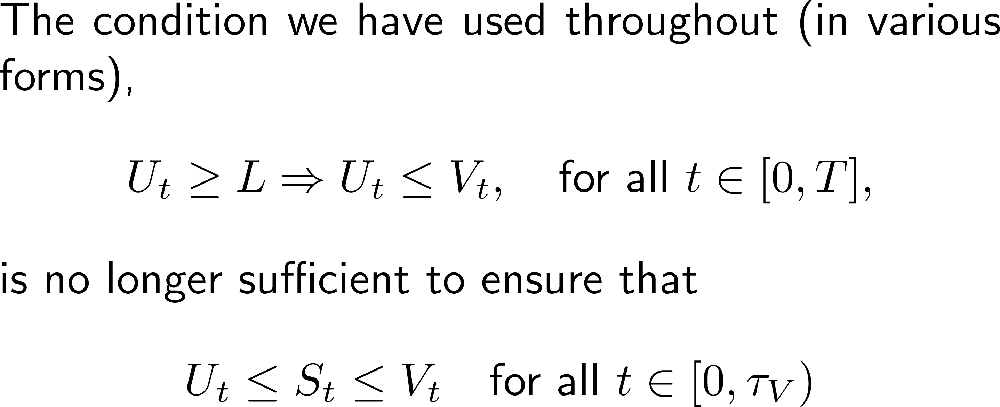 The condition we have used throughout (in various
forms),
$U_t \geq L \Rightarrow U_t \leq V_t, \quad \text{for all } t \in [0, T],$
is no longer sufficient to ensure that
$U_t \leq S_t \leq V_t \quad \text{for all } t \in [0, \tau_V)$